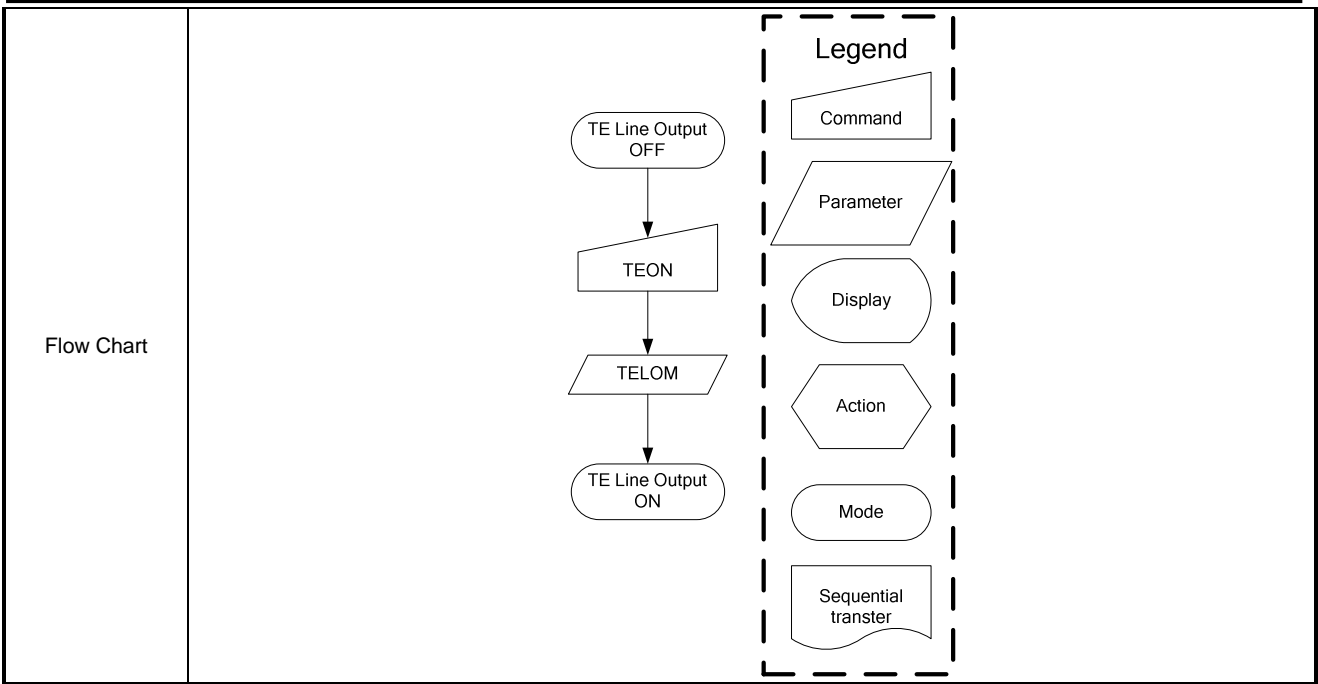 Flow Chart
TE Line Output
OFF
TEON
TELOM
TE Line Output
ON
Legend
Command
Parameter
Display
Action
Mode
Sequential
transter